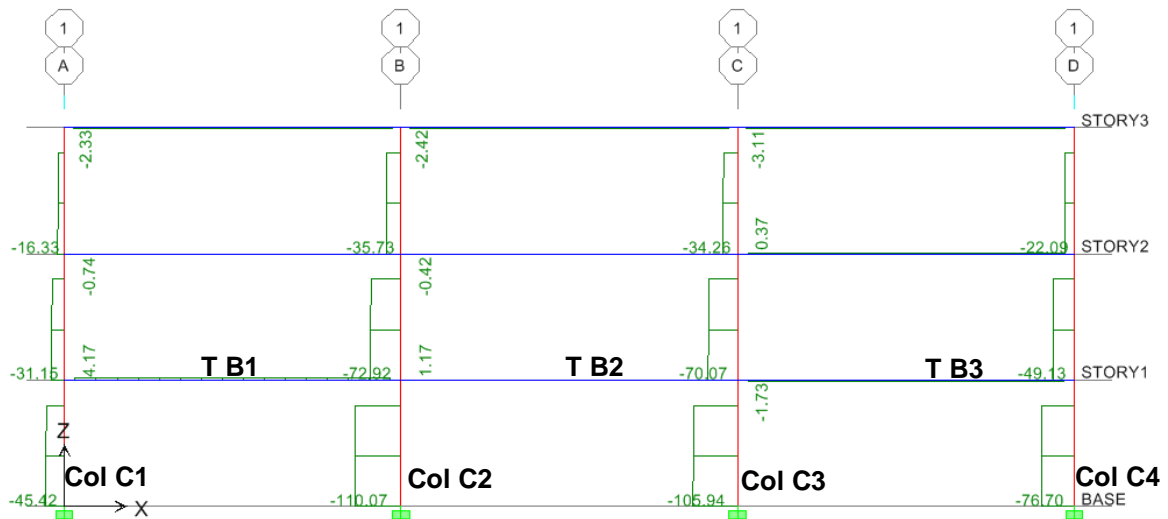 1 1 1 1
A B C D
STORY3
-2.33 -2.42 -3.11
-16.33 -35.73 -34.26 0.37 -22.09 STORY2
-0.74 -0.42
T B1 T B2 T B3
-31.15 4.17 -72.92 1.17 -70.07 -49.13 STORY1
-1.73
Z
Col C1 Col C2 Col C3 Col C4
-45.42 X -110.07 -105.94 -76.70 BASE